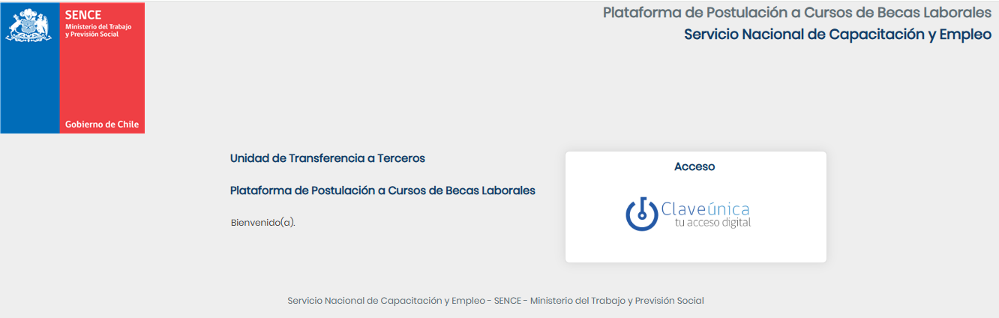 SENCE
Ministerio del Trabajo
y Previsión Social
Gobierno de Chile
Plataforma de Postulación a Cursos de Becas Laborales
Servicio Nacional de Capacitación y Empleo
Unidad de Transferencia a Terceros
Plataforma de Postulación a Cursos de Becas Laborales
Bienvenido(a).
Acceso
Claveúnica
tu acceso digital
Servicio Nacional de Capacitación y Empleo - SENCE - Ministerio del Trabajo y Previsión Social